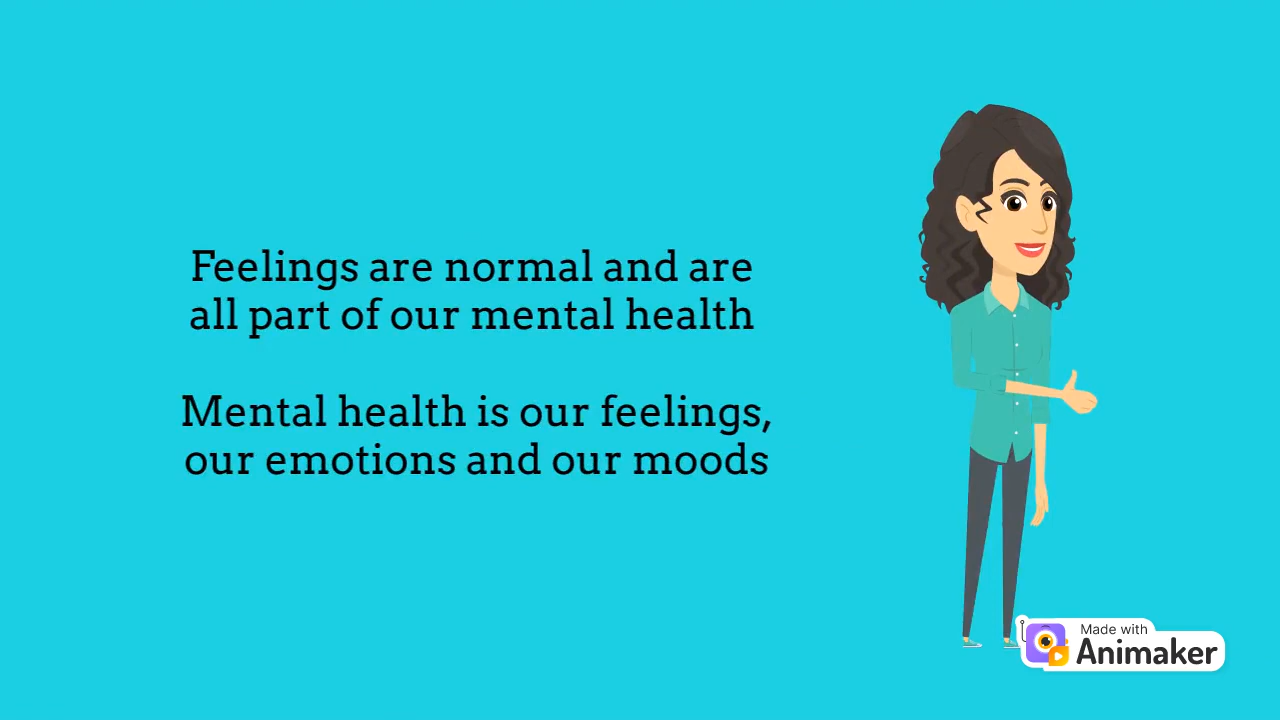 Feelings are normal and are
all part of our mental health
Mental health is our feelings,
our emotions and our moods
Made with
Animaker